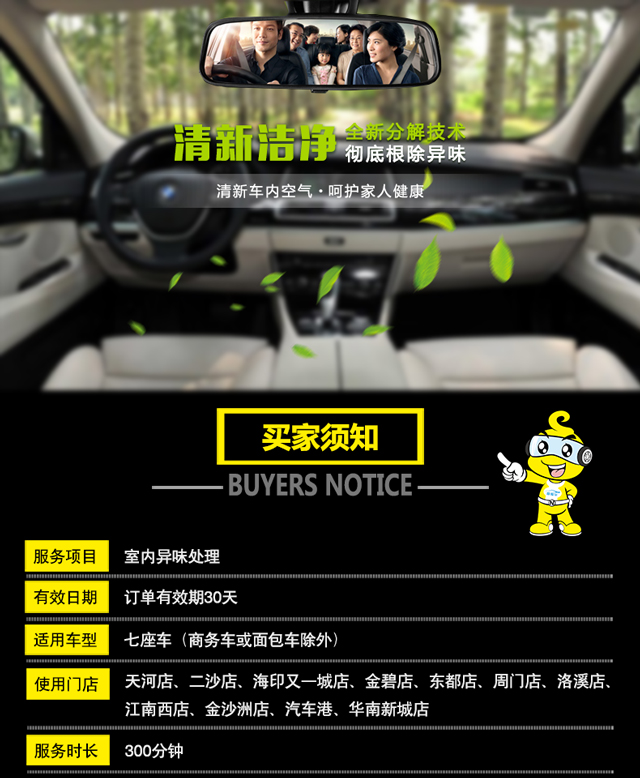 清新洁净
全新分解技术
彻底根除异味
清新车内空气·呵护家人健康
买家须知
BUYERS NOTICE
服务项目 室内异味处理
有效日期 订单有效期30天
适用车型 七座车（商务车或面包车除外）
使用门店 天河店、二沙店、海印又一城店、金碧店、东都店、周门店、洛溪店、
江南西店、金沙洲店、汽车港、华南新城店
服务时长 300分钟